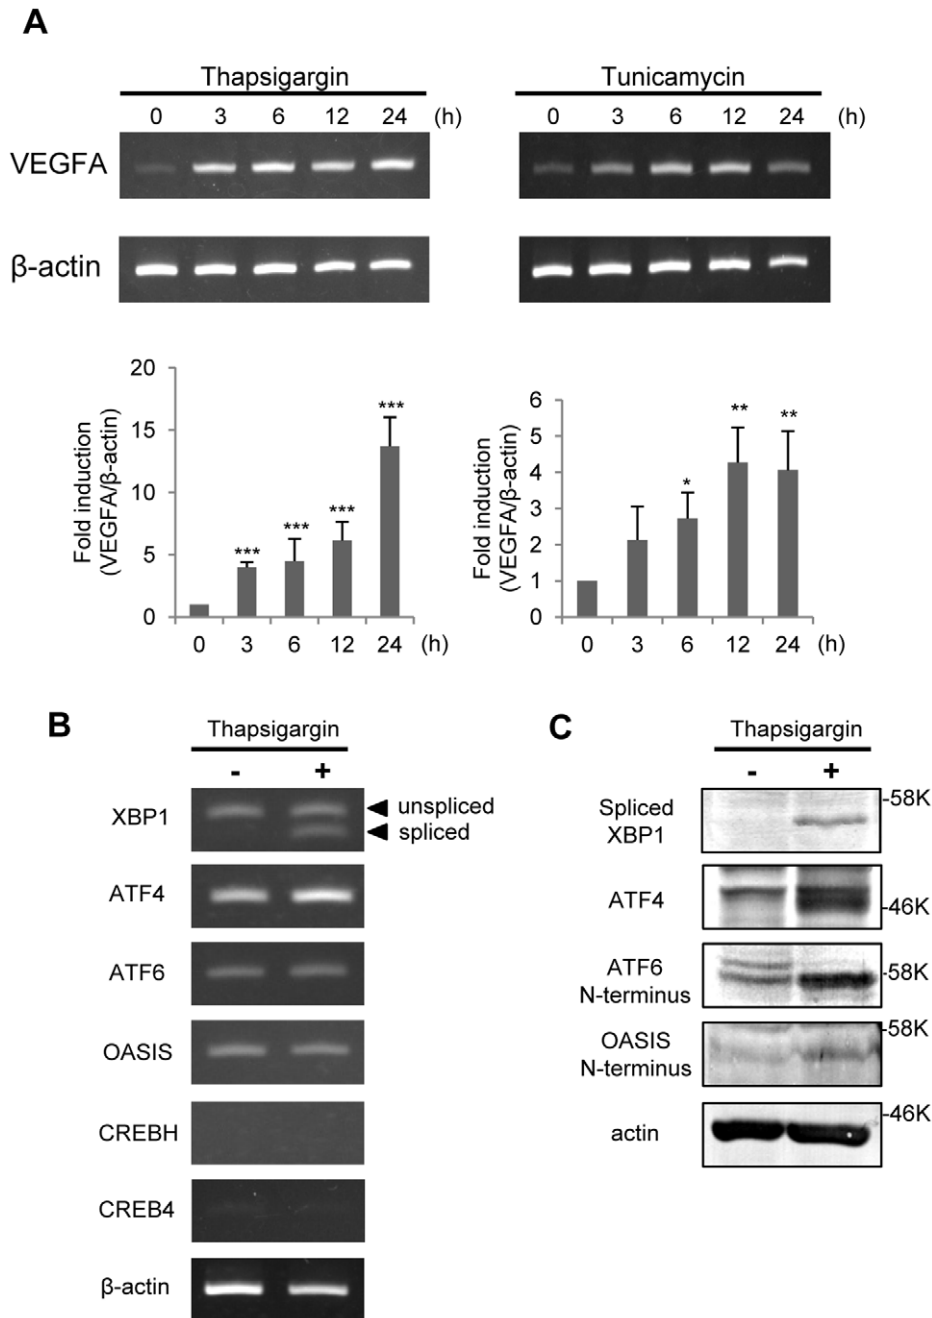 A
Thapsigargin
Tunicamycin
0 3 6 12 24 (h)
0 3 6 12 24 (h)
VEGFA
β-actin
Fold induction
(VEGFA/β-actin)
20
15
10
5
0
***
***
***
***
0 3 6 12 24 (h)
Fold induction
(VEGFA/β-actin)
6
5
4
3
2
1
0
*
**
**
0 3 6 12 24 (h)
B
Thapsigargin
- +
XBP1
unspliced
spliced
ATF4
ATF6
OASIS
CREBH
CREB4
β-actin
C
Thapsigargin
- +
Spliced
XBP1
-58K
ATF4
-46K
ATF6
N-terminus
-58K
OASIS
N-terminus
-58K
actin
-46K